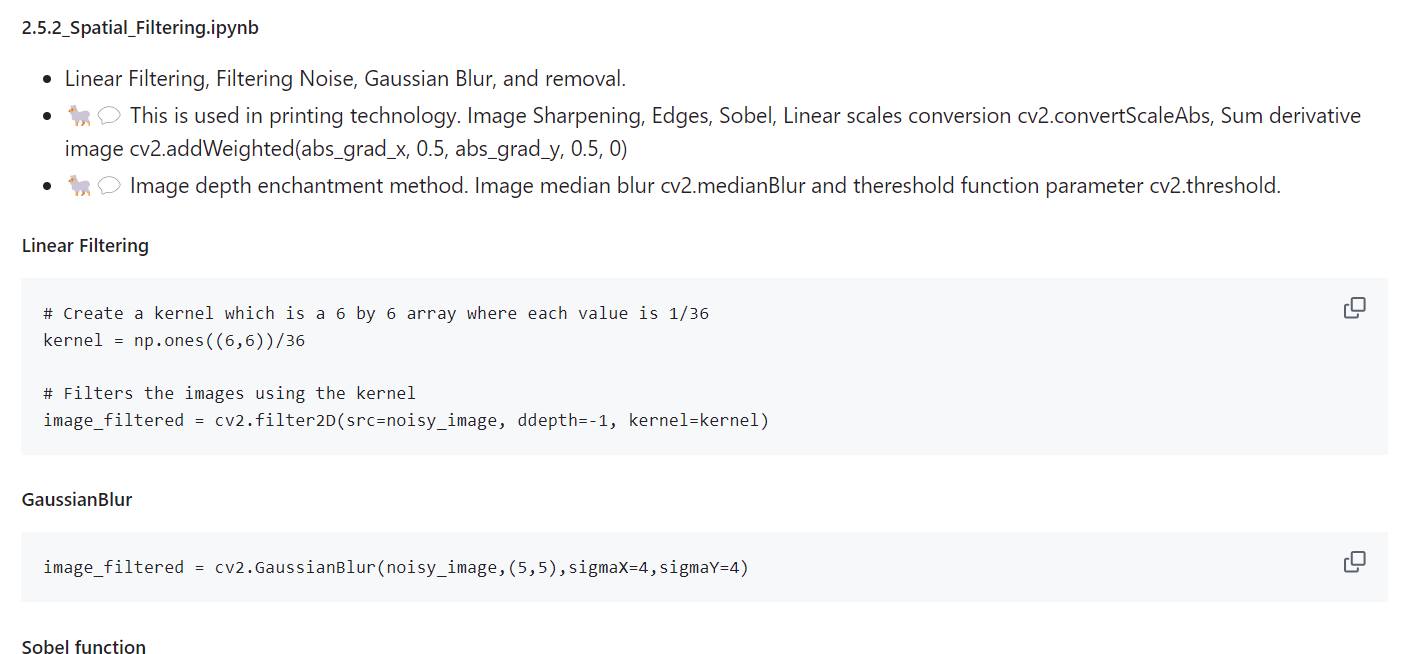 2.5.2_Spatial_Filtering.ipynb
Linear Filtering, Filtering Noise, Gaussian Blur, and removal.
🐑💬 This is used in printing technology. Image Sharpening, Edges, Sobel, Linear scales conversion cv2.convertScaleAbs, Sum derivative
image cv2.addWeighted(abs_grad_x, 0.5, abs_grad_y, 0.5, 0)
🐑💬 Image depth enchantment method. Image median blur cv2.medianBlur and thereshold function parameter cv2.threshold.
Linear Filtering
# Create a kernel which is a 6 by 6 array where each value is 1/36
kernel = np.ones((6,6))/36
# Filters the images using the kernel
image_filtered = cv2.filter2D(src=noisy_image, ddepth=-1, kernel=kernel)
GaussianBlur
image_filtered = cv2.GaussianBlur(noisy_image,(5,5),sigmaX=4,sigmaY=4)
Sobel function